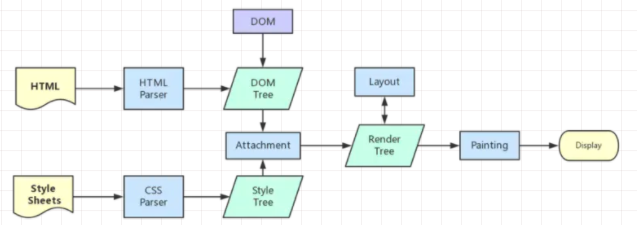 DOM
HTML
HTML
Parser
DOM
Tree
Layout
Attachment
Render
Tree
Painting
Display
Style
Sheets
CSS
Parser
Style
Tree